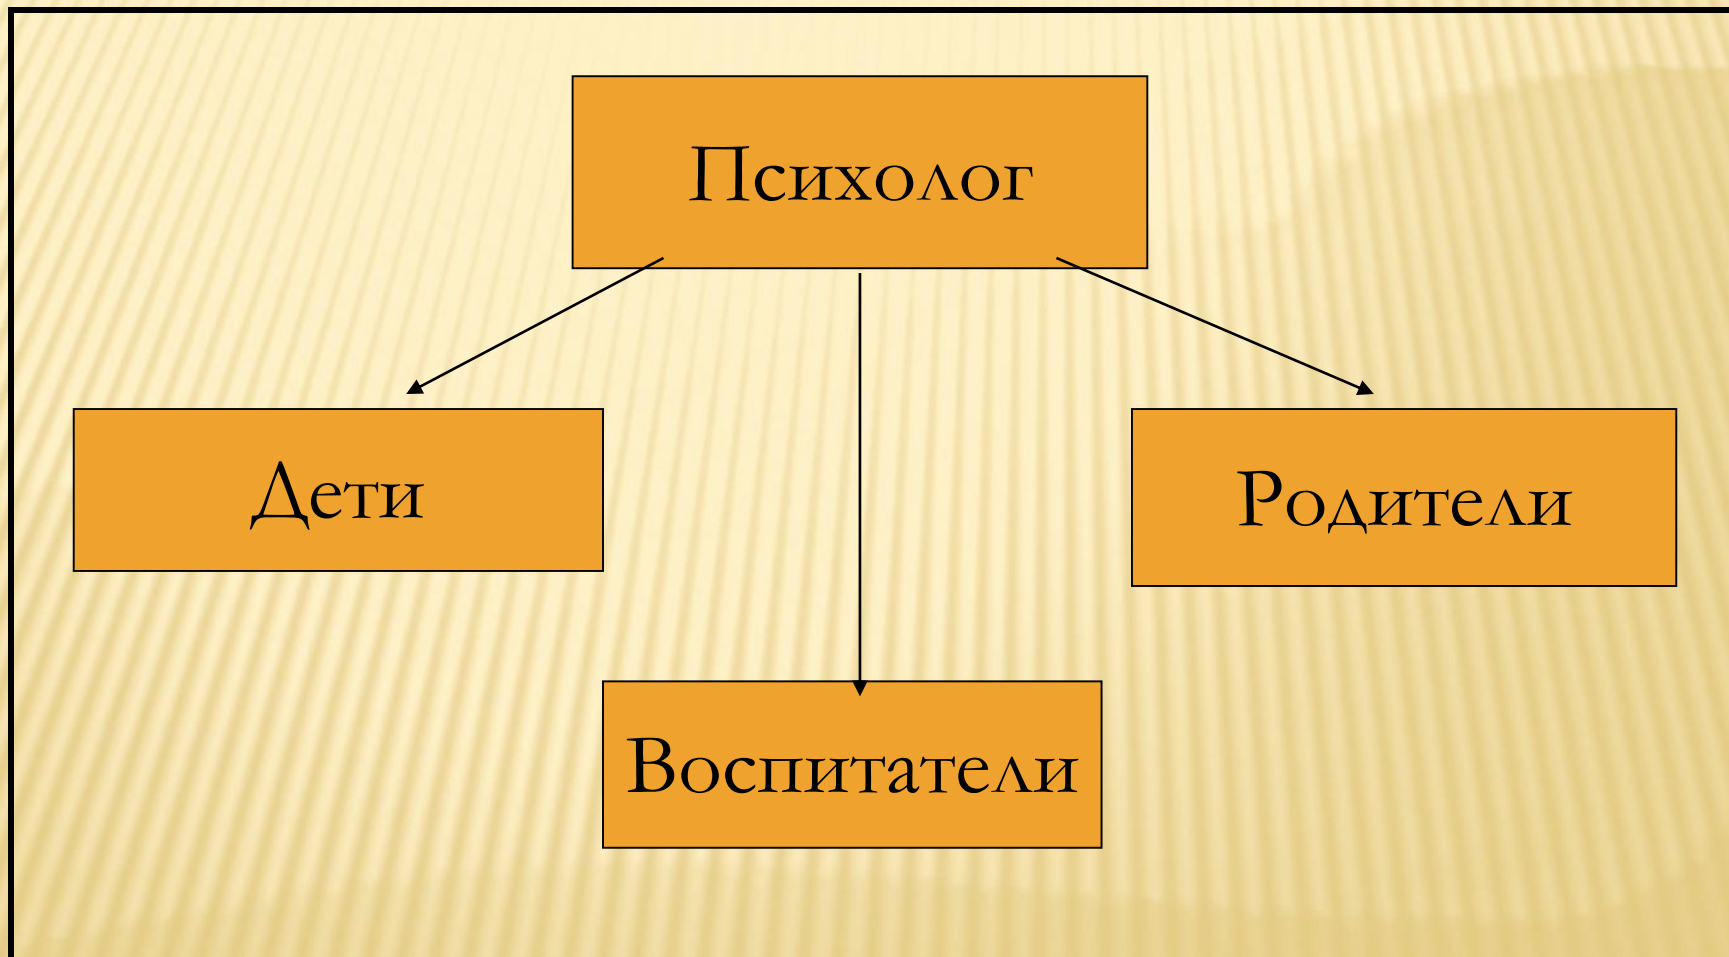 Психолог
Дети
Родители
Воспитатели